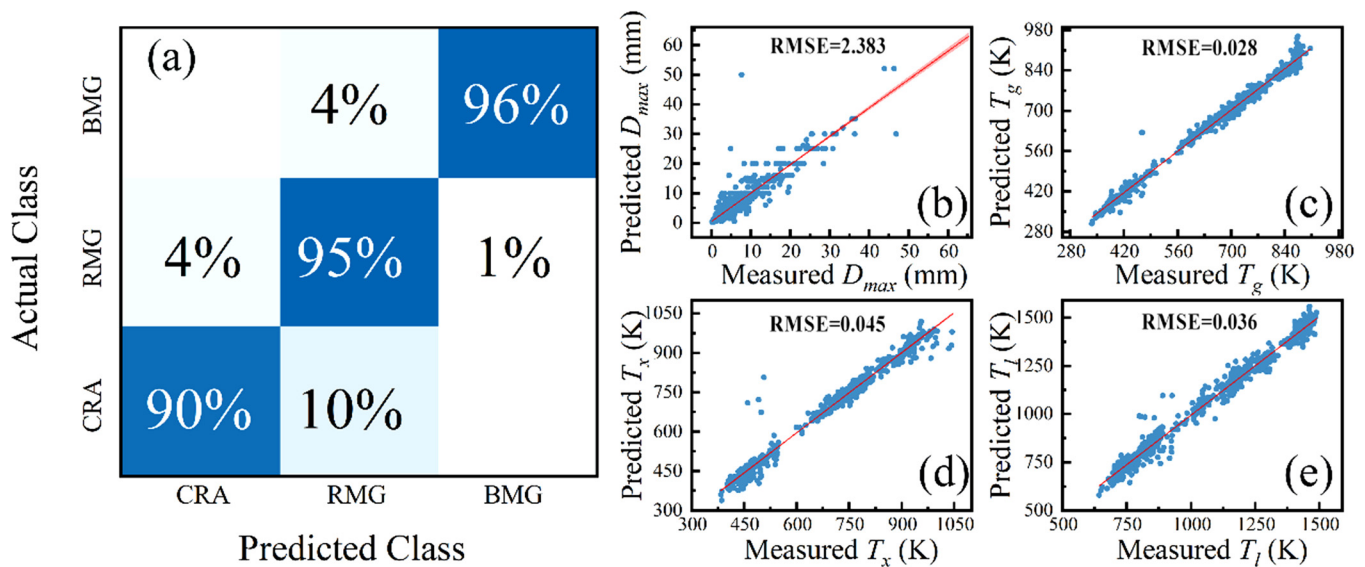 (a)
Actual Class
BMG
4%
96%
RMG
4%
95%
1%
CRA
90%
10%
CRA
RMG
BMG
Predicted Class
Predicted Dmax (mm)
60
50
40
30
20
10
0
RMSE=2.383
(b)
0
10
20
30
40
50
60
Measured Dmax (mm)
Predicted Tg (K)
980
840
700
560
420
280
RMSE=0.028
(c)
280
420
560
700
840
980
Measured Tg (K)
Predicted Tx (K)
1050
900
750
600
450
300
RMSE=0.045
(d)
300
450
600
750
900
1050
Measured Tx (K)
Predicted Tl (K)
1500
1250
1000
750
500
RMSE=0.036
(e)
500
750
1000
1250
1500
Measured Tl (K)